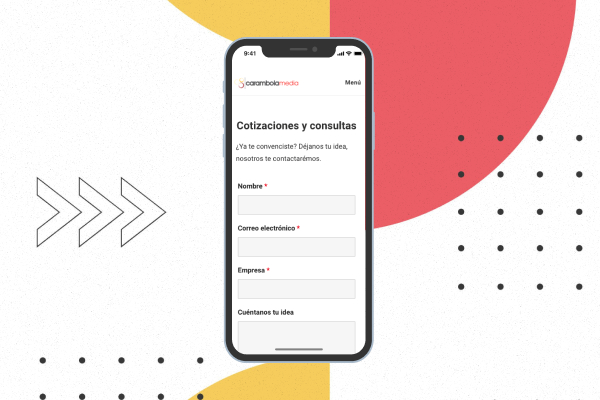 9:41
carambolamedia
Menú
Cotizaciones y consultas
¿Ya te convenciste? Déjanos tu idea,
nosotros te contactarémos.
Nombre *
Correo electrónico *
Empresa *
Cuéntanos tu idea